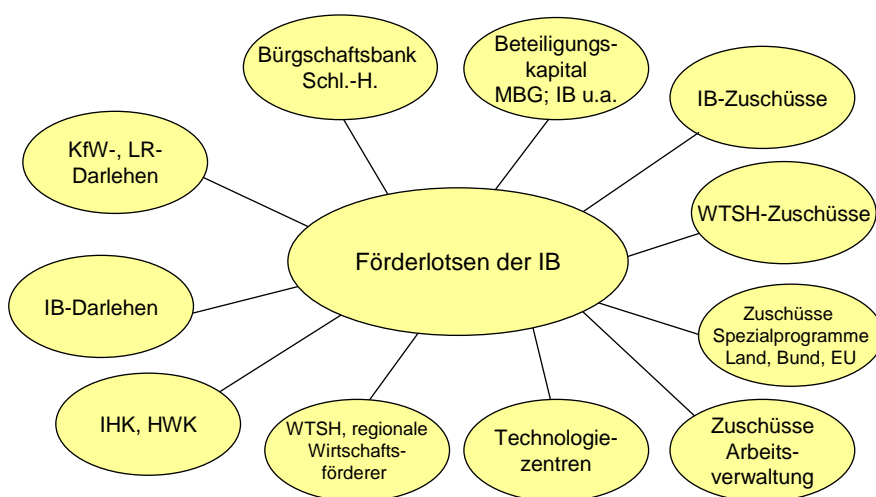 Bürgschaftsbank
Schl.-H.
Beteiligungs-
kapital
MBG; IB u.a.
IB-Zuschüsse
KfW-, LR-
Darlehen
WTSH-Zuschüsse
Förderlotsen der IB
IB-Darlehen
Zuschüsse
Spezialprogramme
Land, Bund, EU
IHK, HWK
WTSH, regionale
Wirtschafts-
förderer
Technologie-
zentren
Zuschüsse
Arbeits-
verwaltung